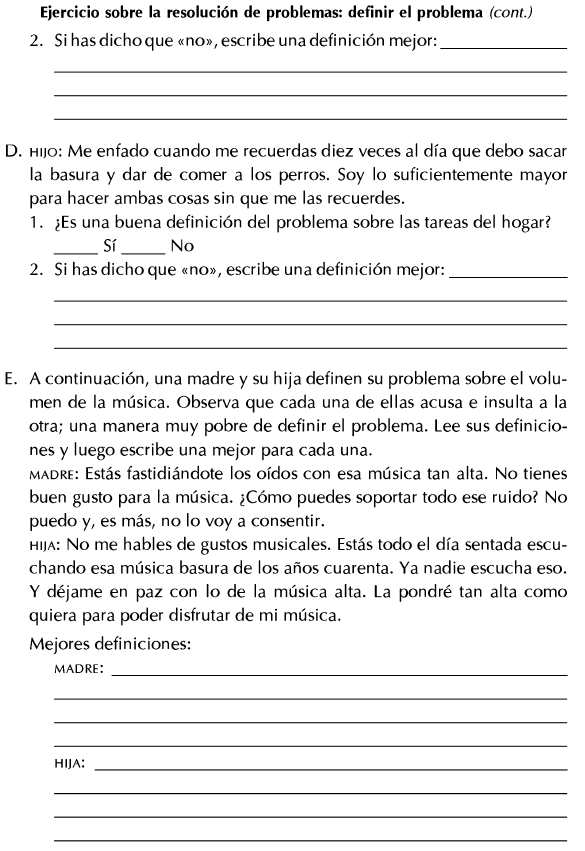 Ejercicio sobre la resolución de problemas: definir el problema (cont.)
2. Si has dicho que «no», escribe una definición mejor:
D. HIJO: Me enfado cuando me recuerdas diez veces al día que debo sacar
la basura y dar de comer a los perros. Soy lo suficientemente mayor
para hacer ambas cosas sin que me las recuerdes.
1. ¿Es una buena definición del problema sobre las tareas del hogar?
_____ Sí _____ No
2. Si has dicho que «no», escribe una definición mejor:
E. A continuación, una madre y su hija definen su problema sobre el volu-
men de la música. Observa que cada una de ellas acusa e insulta a la
otra; una manera muy pobre de definir el problema. Lee sus definicio-
nes y luego escribe una mejor para cada una.
MADRE: Estás fastidiándote los oídos con esa música tan alta. No tienes
buen gusto para la música. ¿Cómo puedes soportar todo ese ruido? No
puedo y, es más, no lo voy a consentir.
HIJA: No me hables de gustos musicales. Estás todo el día sentada escu-
chando esa música basura de los años cuarenta. Ya nadie escucha eso.
Y déjame en paz con lo de la música alta. La pondré tan alta como
quiera para poder disfrutar de mi música.
Mejores definiciones:
MADRE:
HIJA: